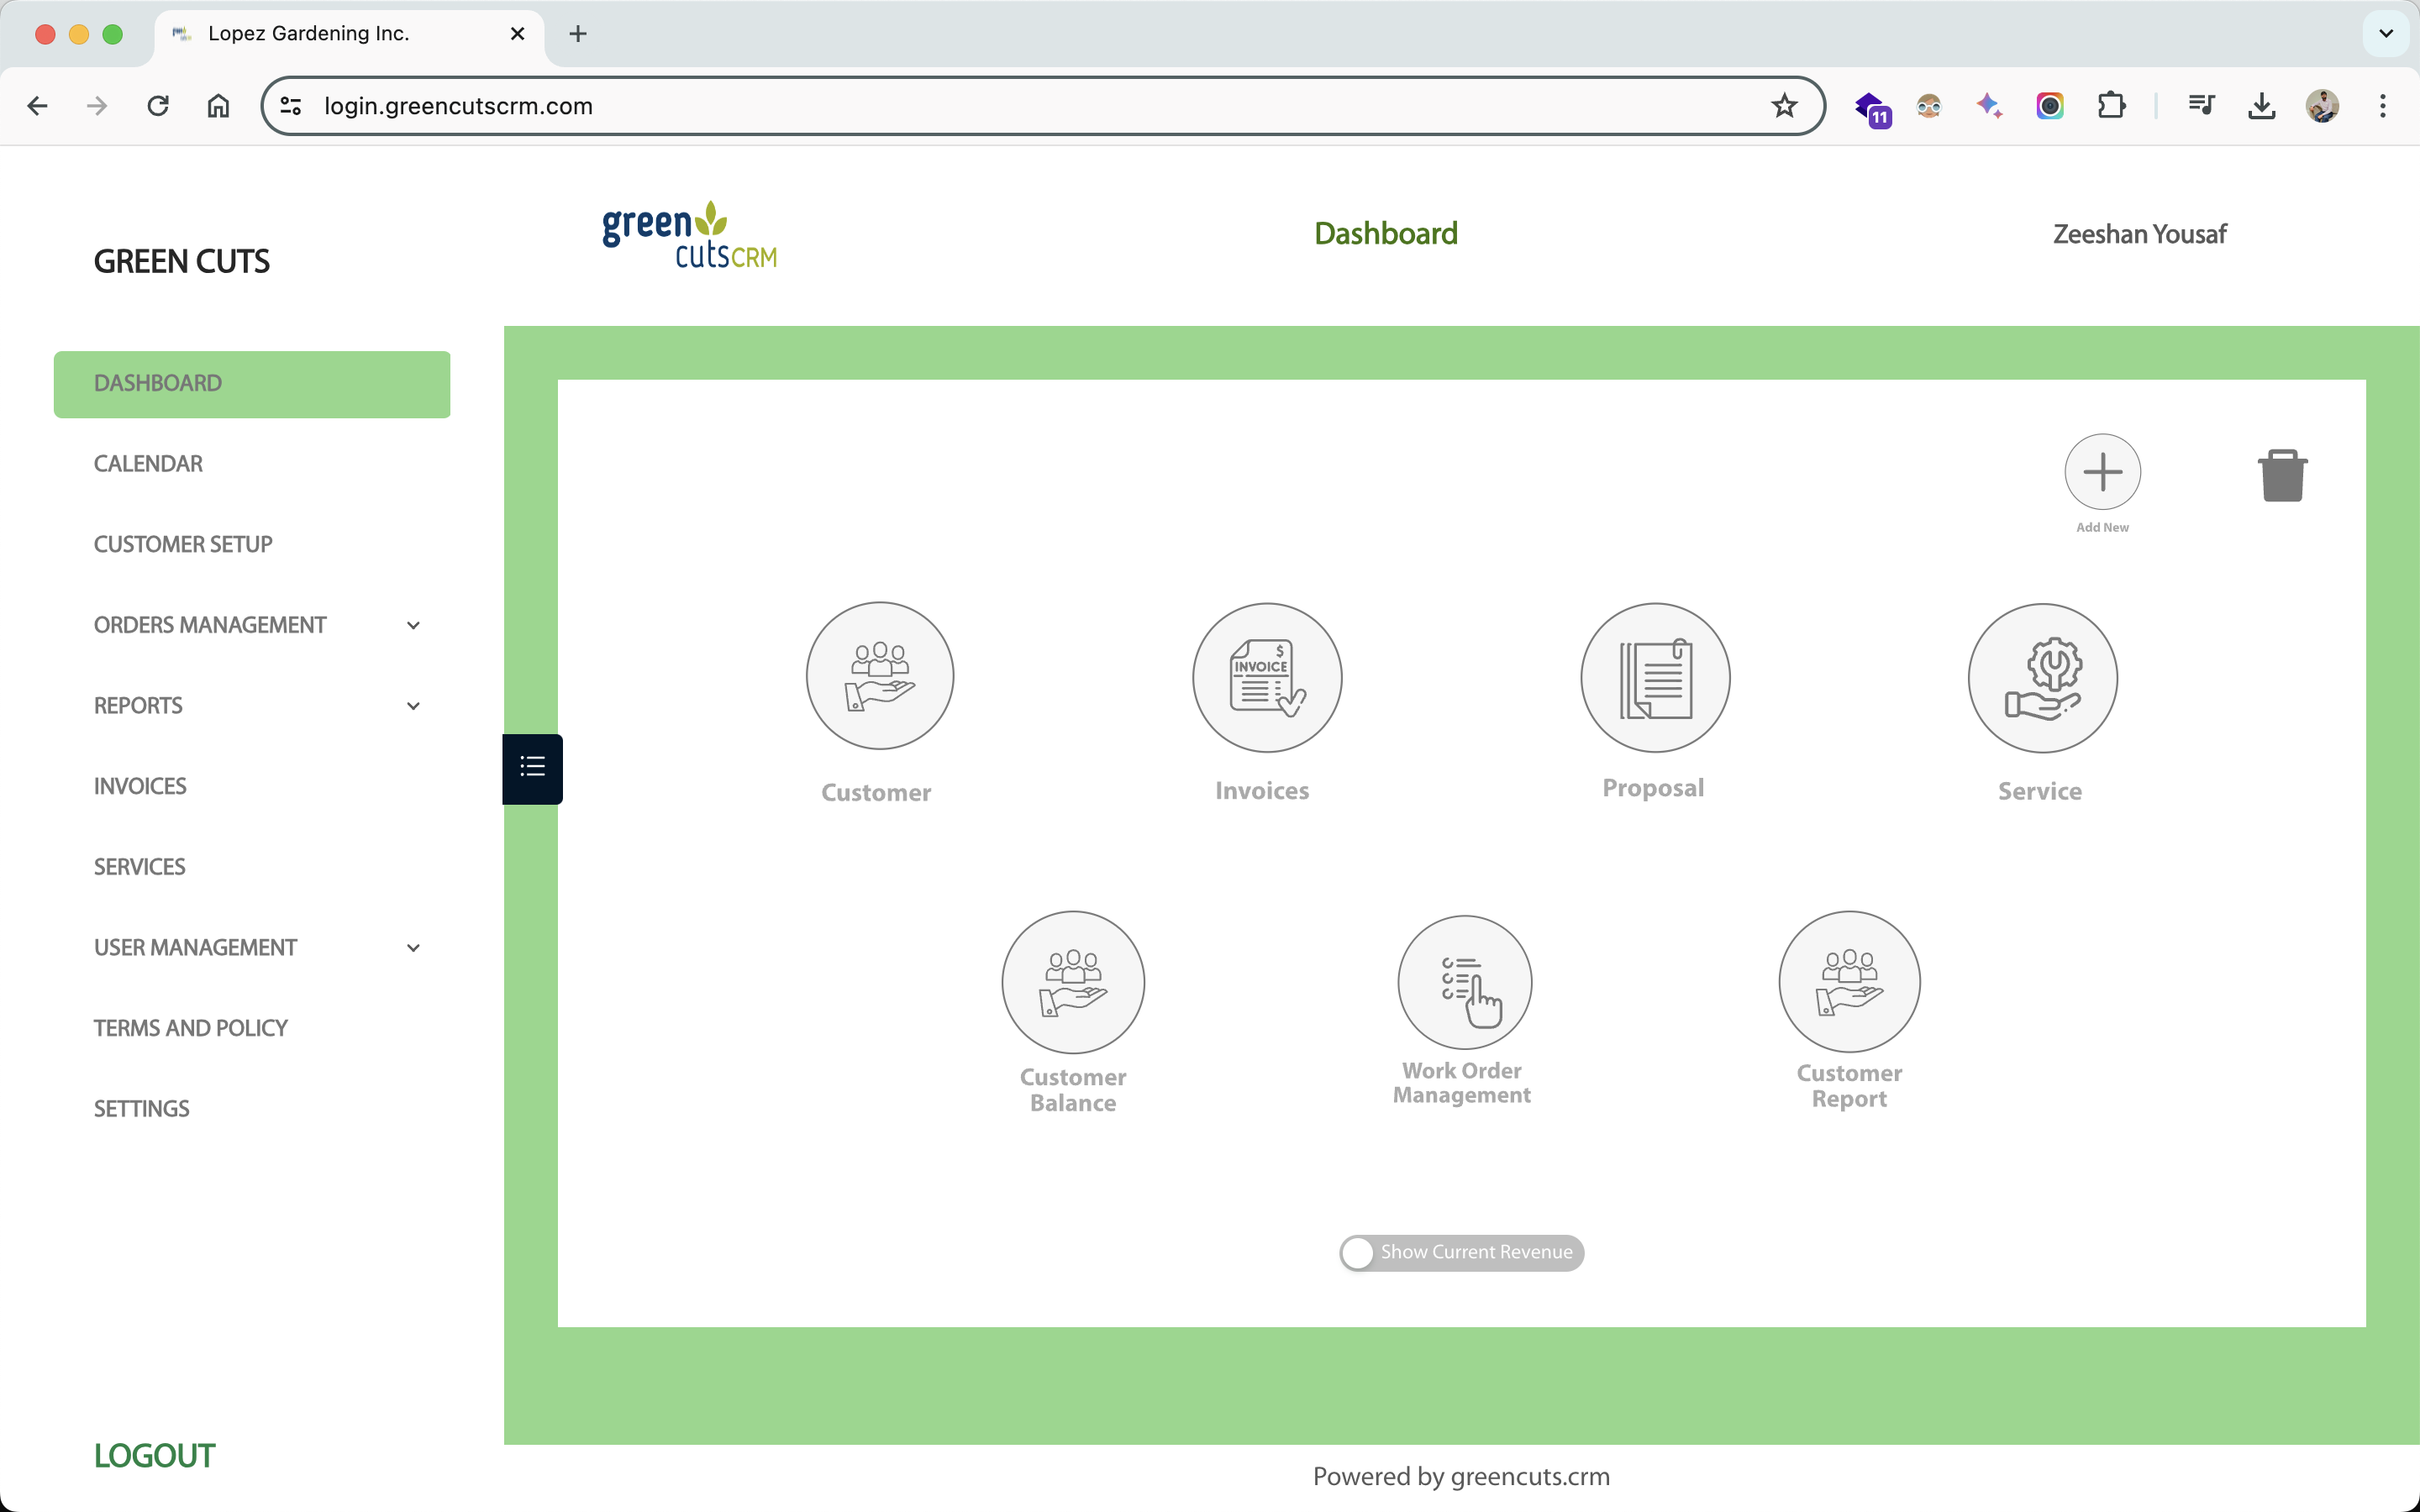 Lopez Gardening Inc.
login.greencutscrm.com
11
GREEN CUTS
green
cutsCRM
Dashboard
Zeeshan Yousaf
DASHBOARD
CALENDAR
CUSTOMER SETUP
ORDERS MANAGEMENT
REPORTS
INVOICES
SERVICES
USER MANAGEMENT
TERMS AND POLICY
SETTINGS
LOGOUT
Add New
$
INVOICE
Customer
Invoices
Proposal
Service
Customer
Balance
Work Order
Management
Customer
Report
Show Current Revenue
Powered by greencuts.crm